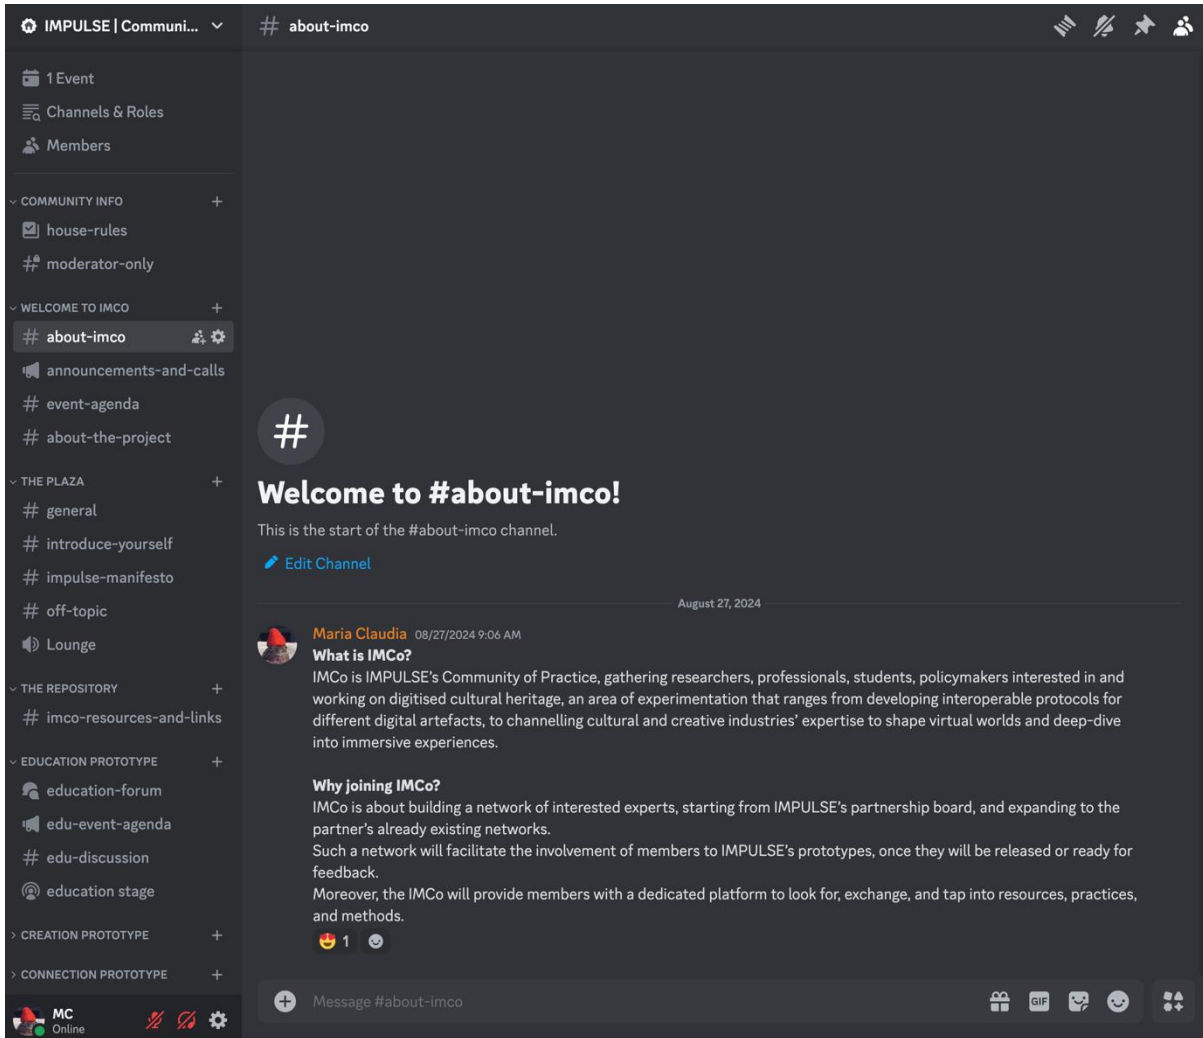 IMPULSE | Communi...
1 Event
Channels & Roles
Members
COMMUNITY INFO
house-rules
moderator-only
WELCOME TO IMCO
about-imco
announcements-and-calls
event-agenda
about-the-project
THE PLAZA
general
introduce-yourself
impulse-manifesto
off-topic
Lounge
THE REPOSITORY
imco-resources-and-links
EDUCATION PROTOTYPE
education-forum
edu-event-agenda
edu-discussion
education stage
CREATION PROTOTYPE
CONNECTION PROTOTYPE
MC
Online
# about-imco
#
Welcome to #about-imco!
This is the start of the #about-imco channel.
Edit Channel
August 27, 2024
Maria Claudia 08/27/2024 9:06 AM
What is IMCo?
IMCo is IMPULSE's Community of Practice, gathering researchers, professionals, students, policymakers interested in and
working on digitised cultural heritage, an area of experimentation that ranges from developing interoperable protocols for
different digital artefacts, to channelling cultural and creative industries' expertise to shape virtual worlds and deep-dive
into immersive experiences.
Why joining IMCo?
IMCo is about building a network of interested experts, starting from IMPULSE's partnership board, and expanding to the
partner's already existing networks.
Such a network will facilitate the involvement of members to IMPULSE's prototypes, once they will be released or ready for
feedback.
Moreover, the IMCo will provide members with a dedicated platform to look for, exchange, and tap into resources, practices,
and methods.
1
Message #about-imco
GIF